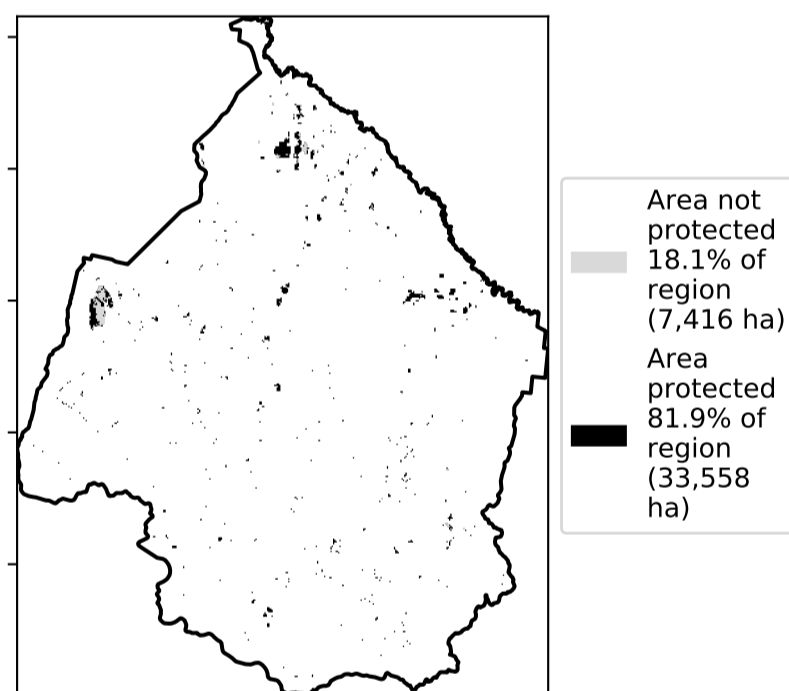 Area not
protected
18.1% of
region
(7,416 ha)
Area
protected
81.9% of
region
(33,558
ha)